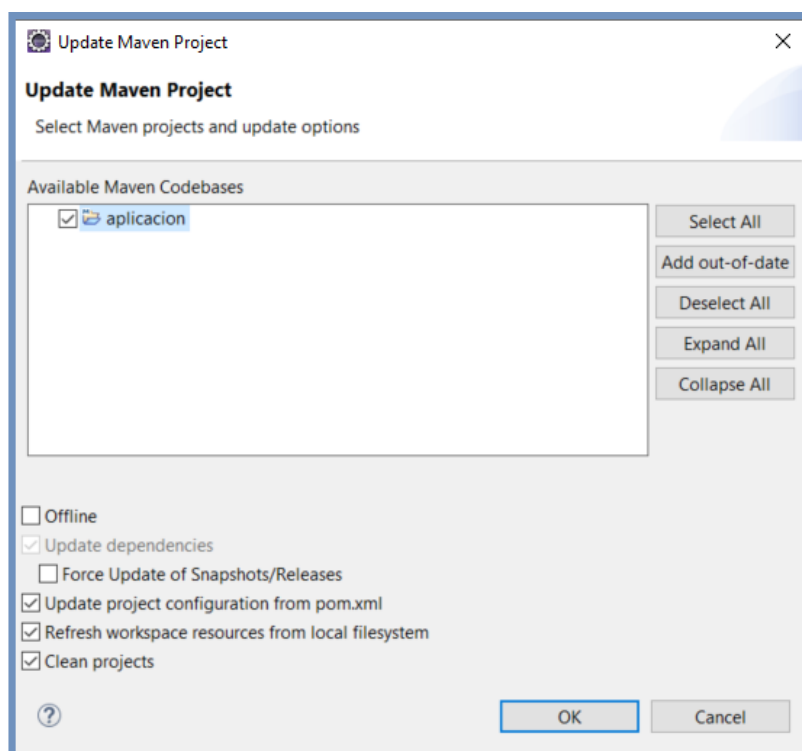 Update Maven Project
Update Maven Project
Select Maven projects and update options
Available Maven Codebases
aplicacion
Select All
Add out-of-date
Deselect All
Expand All
Collapse All
Offline
Update dependencies
Force Update of Snapshots/Releases
Update project configuration from pom.xml
Refresh workspace resources from local filesystem
Clean projects
?
OK
Cancel